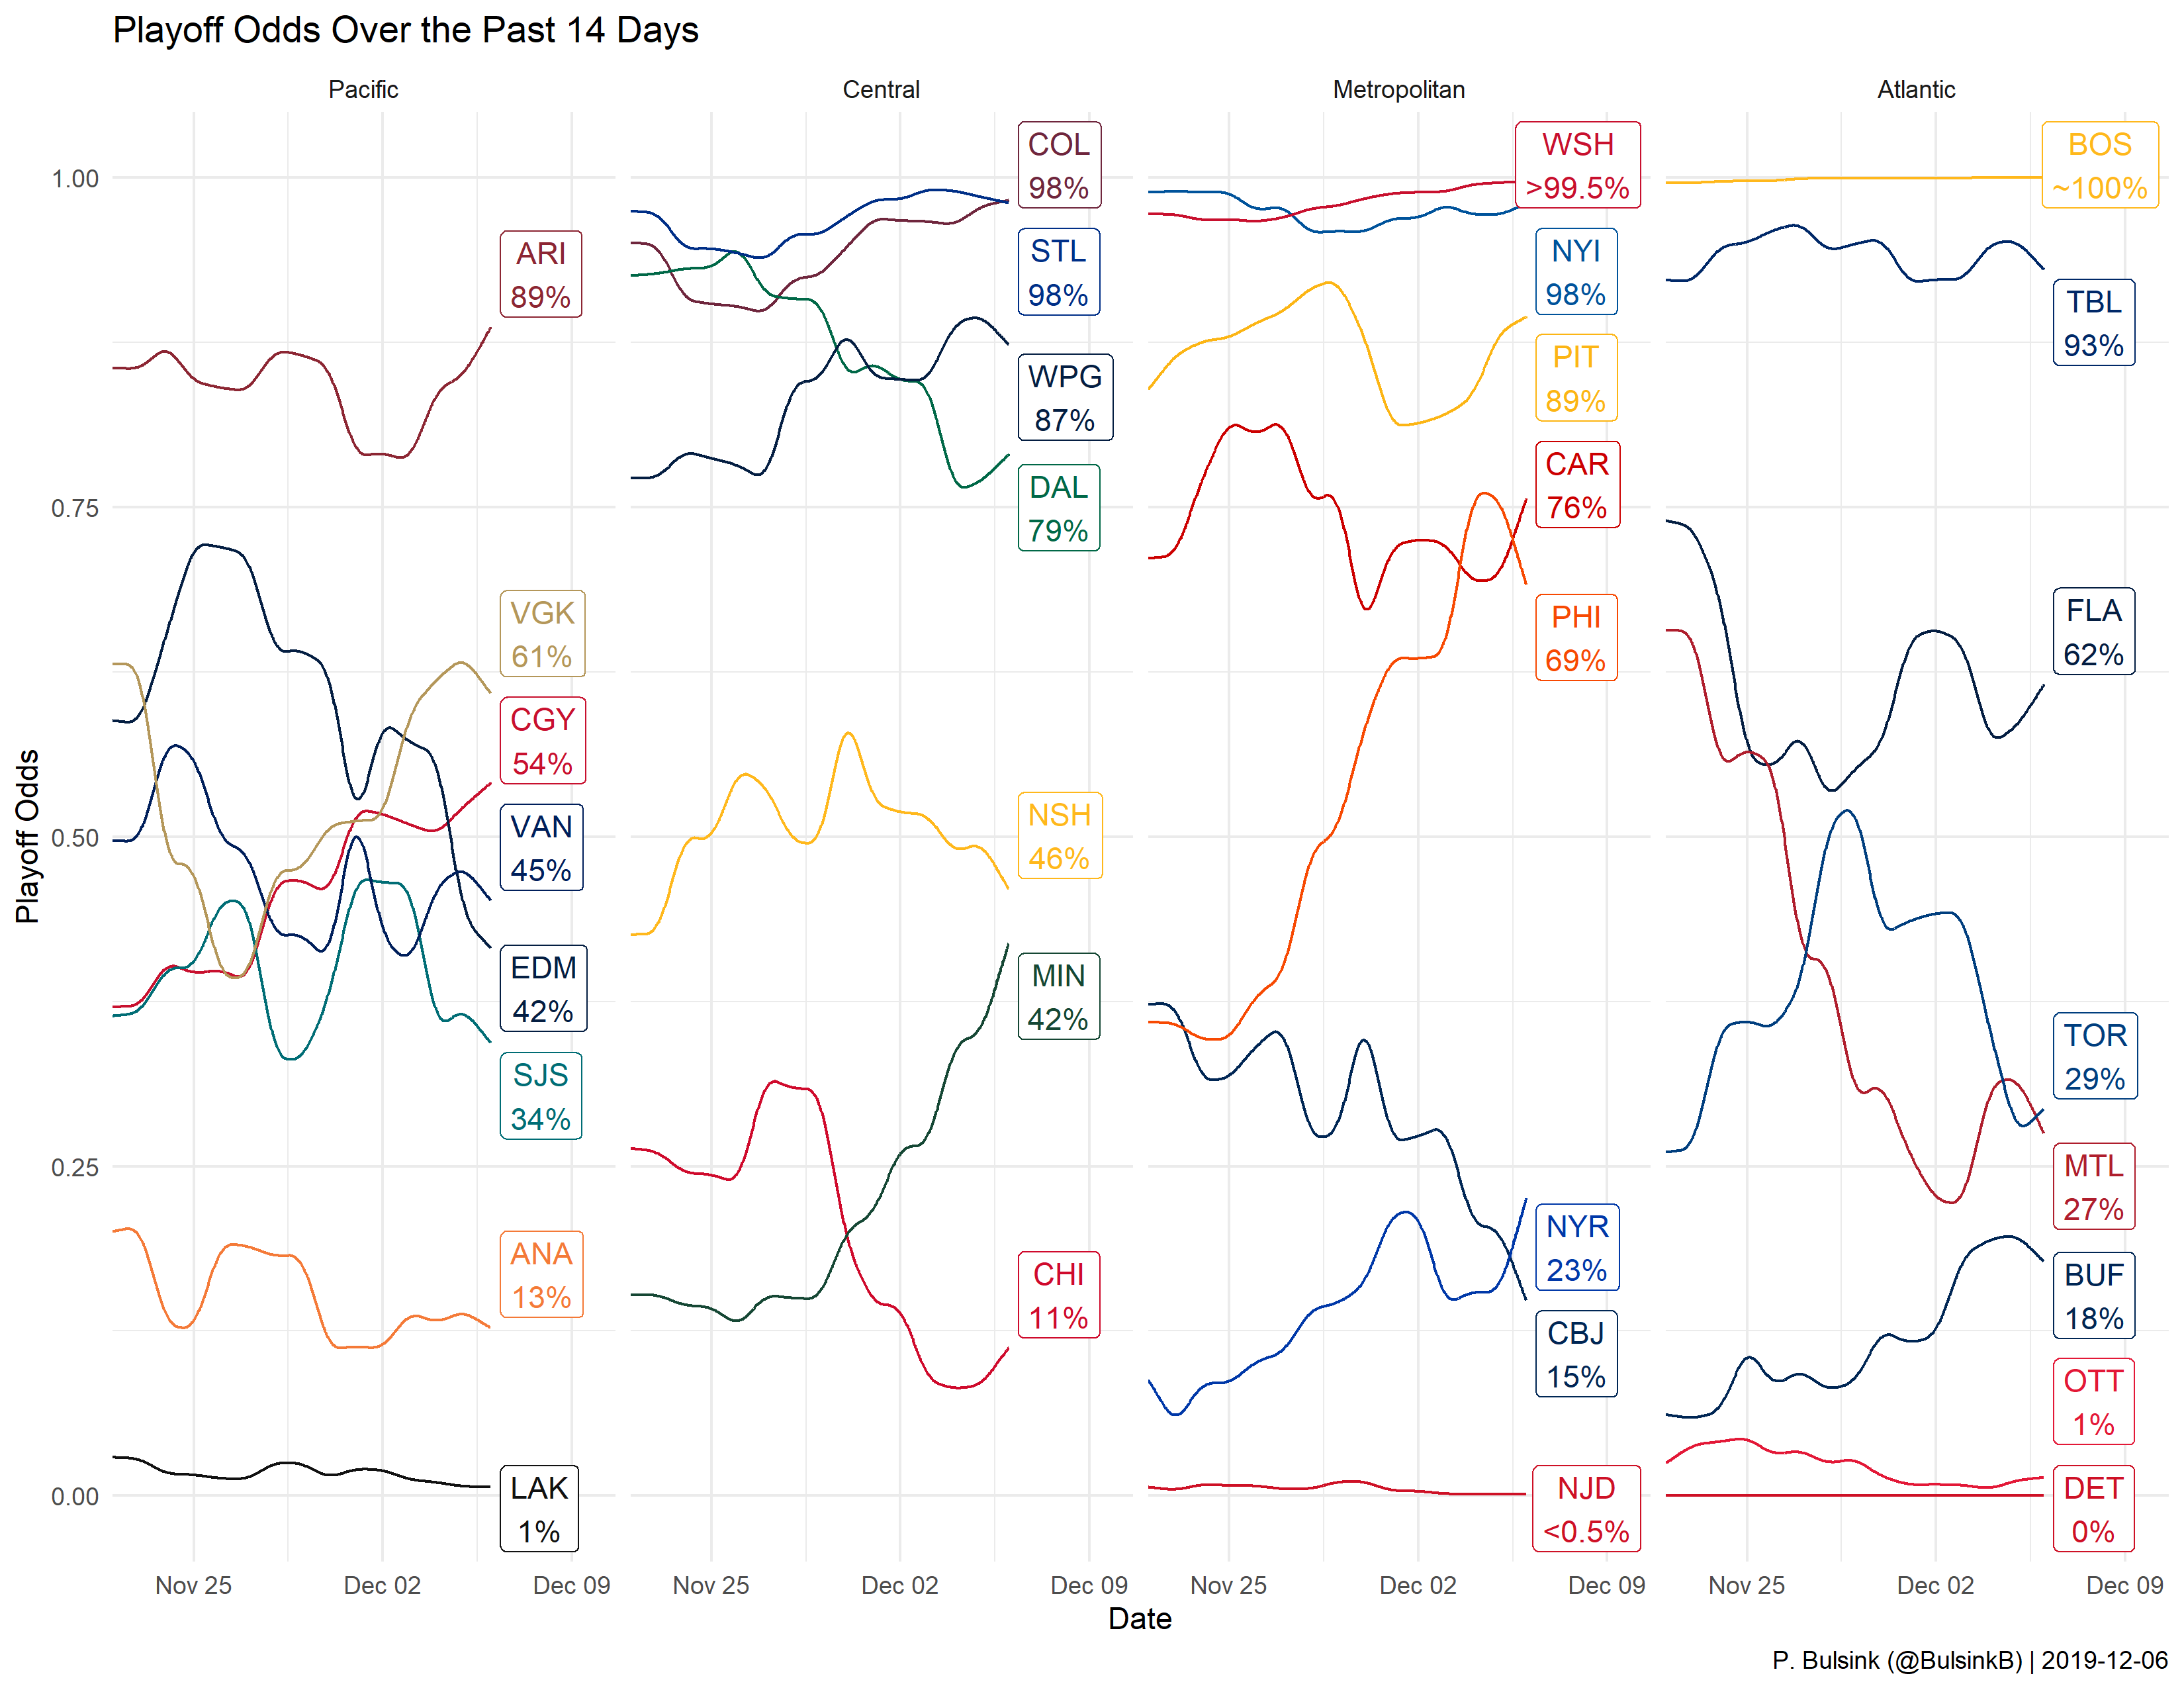 Playoff Odds Over the Past 14 Days
Pacific
Central
Metropolitan
Atlantic
Playoff Odds
1.00
0.75
0.50
0.25
0.00
ARI
89%
VGK
61%
CGY
54%
VAN
45%
EDM
42%
SJS
34%
ANA
13%
LAK
1%
COL
98%
STL
98%
WPG
87%
DAL
79%
NSH
46%
MIN
42%
CHI
11%
WSH
>99.5%
NYI
98%
PIT
89%
CAR
76%
PHI
69%
NYR
23%
CBJ
15%
NJD
<0.5%
BOS
~100%
TBL
93%
FLA
62%
TOR
29%
MTL
27%
BUF
18%
OTT
1%
DET
0%
Nov 25 Dec 02 Dec 09
Nov 25 Dec 02 Dec 09
Nov 25 Dec 02 Dec 09
Nov 25 Dec 02 Dec 09
Date
P. Bulsink (@BulsinkB) | 2019-12-06